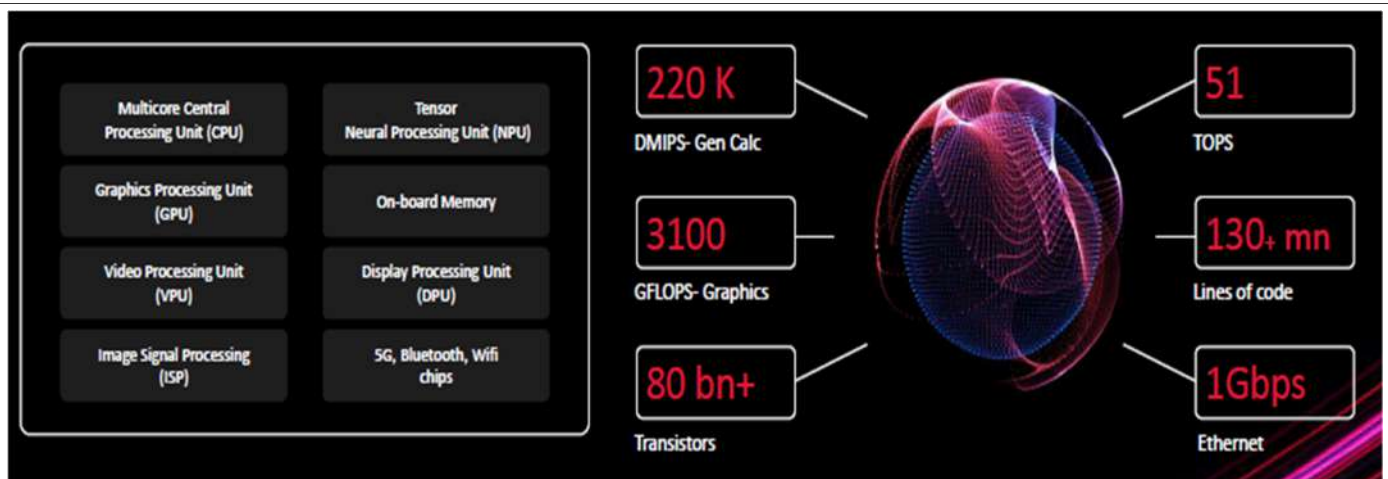 Multicore Central
Processing Unit (CPU)
Tensor
Neural Processing Unit (NPU)
Graphics Processing Unit
(GPU)
On-board Memory
Video Processing Unit
(VPU)
Display Processing Unit
(DPU)
Image Signal Processing
(ISP)
5G, Bluetooth, Wifi
chips
220 K
DMIPS- Gen Calc
3100
GFLOPS- Graphics
80 bn+
Transistors
51
TOPS
130+ mn
Lines of code
1Gbps
Ethernet